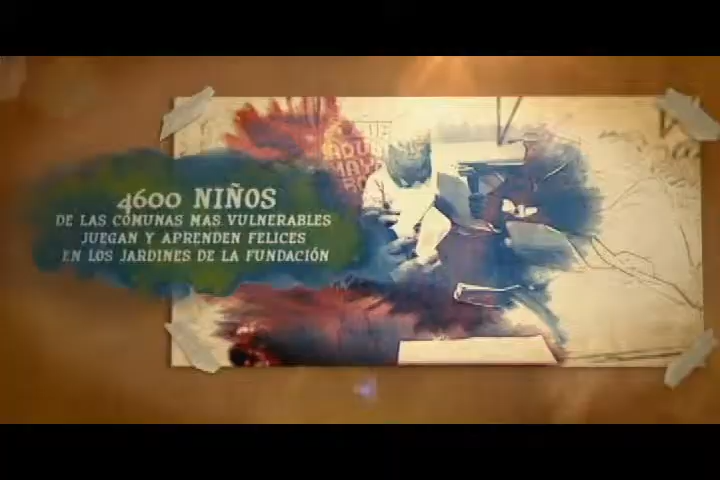 4600 NIÑOS
DE LAS COMUNAS MAS VULNERABLES
JUEGAN Y APRENDEN FELICES
EN LOS JARDINES DE LA FUNDACIÓN